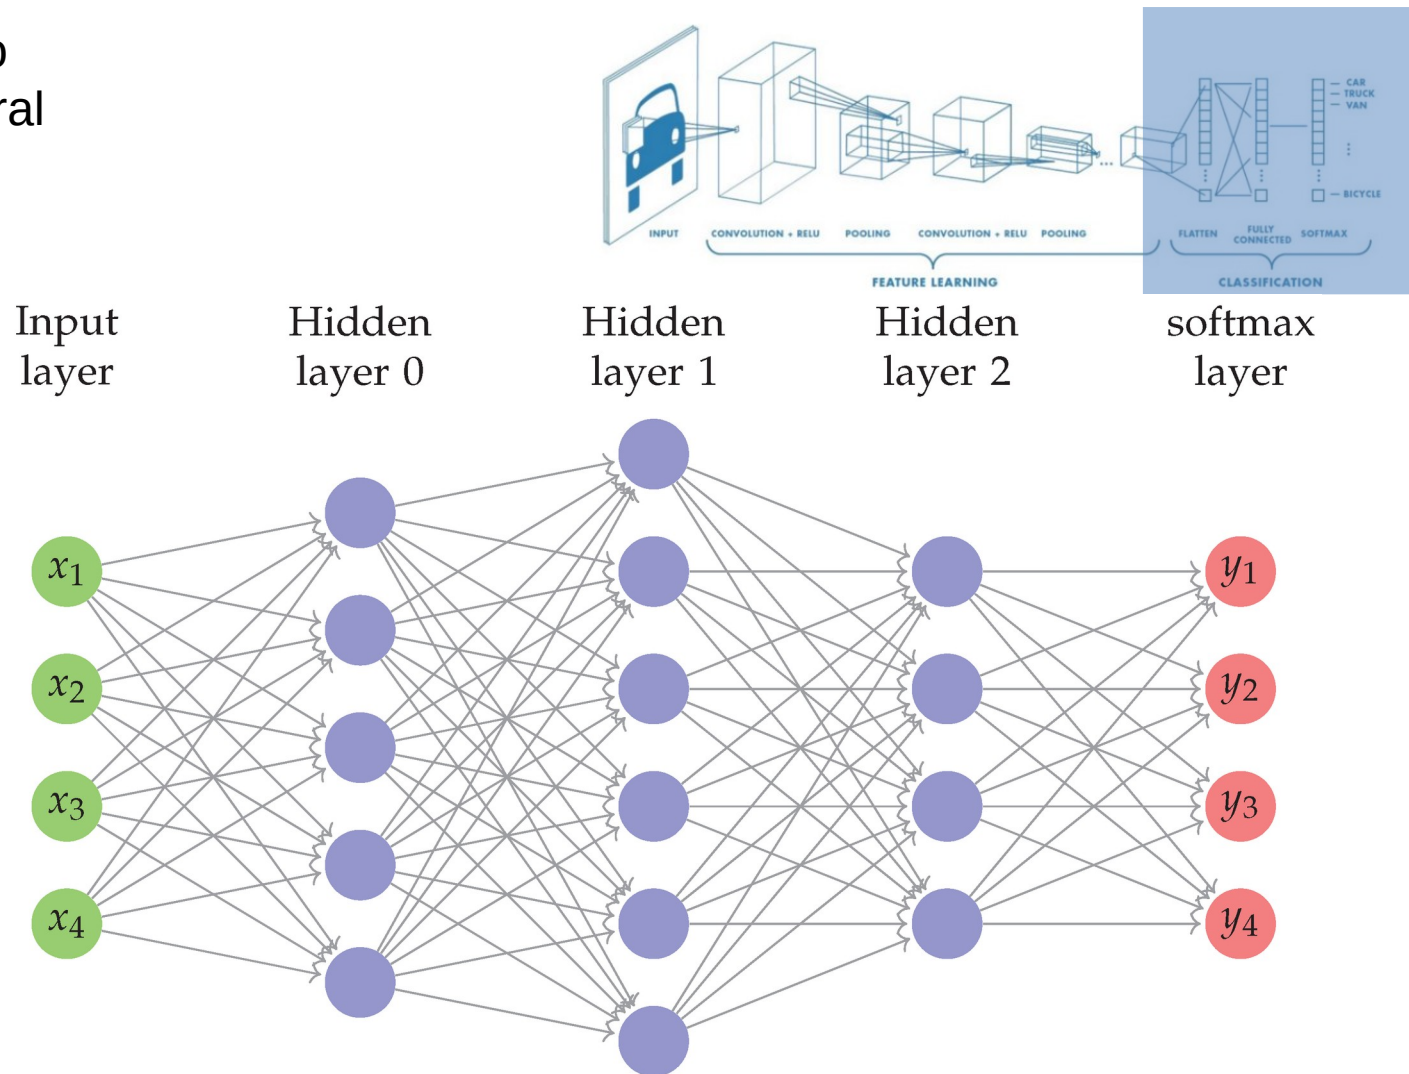 o
ral
CAR
TRUCK
VAN
BICYCLE
INPUT
CONVOLUTION + RELU
POOLING
CONVOLUTION + RELU
POOLING
FLATTEN
FULLY
CONNECTED
SOFTMAX
FEATURE LEARNING
CLASSIFICATION
Input
layer
Hidden
layer 0
Hidden
layer 1
Hidden
layer 2
softmax
layer
x1
x2
x3
x4
y1
y2
y3
y4